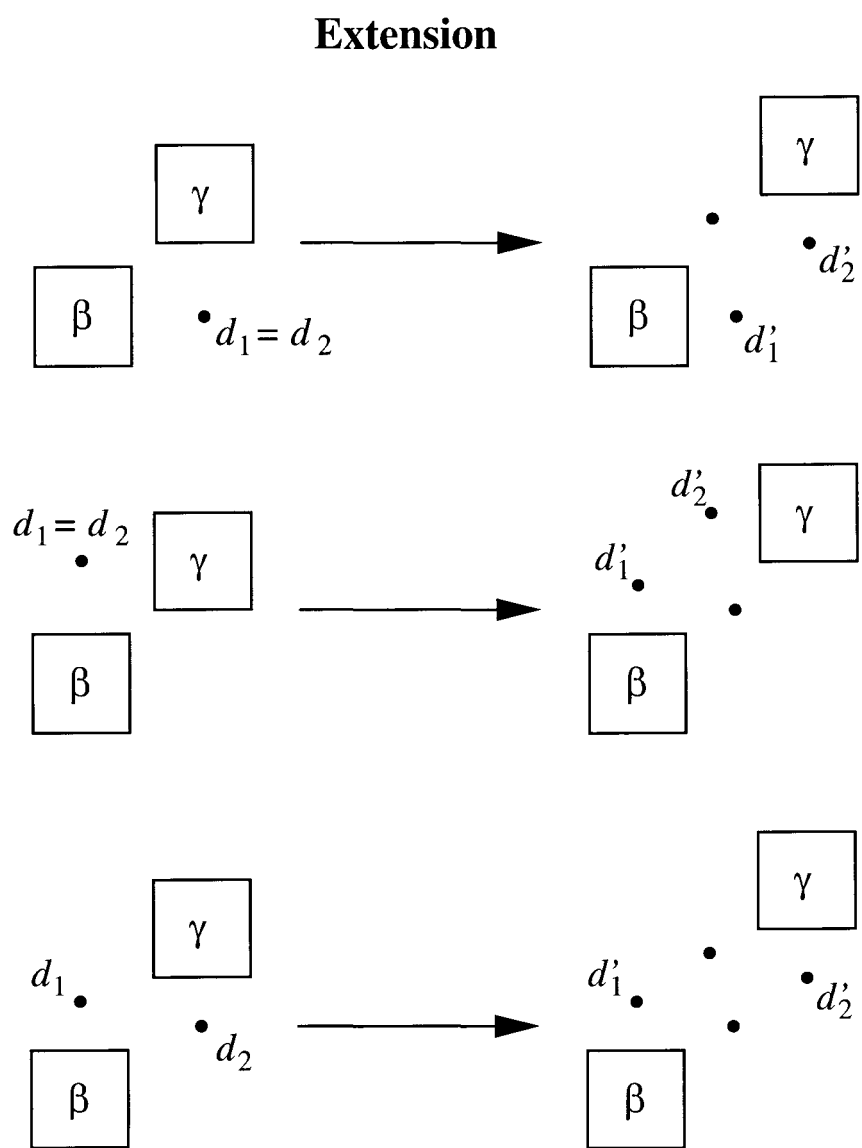 Extension
γ
γ
β
d₁ = d₂
β
d'₂
d'₁
d₁ = d₂
γ
d'₂
γ
d'₁
β
β
γ
γ
d₁
d₂
d'₁
d'₂
β
β